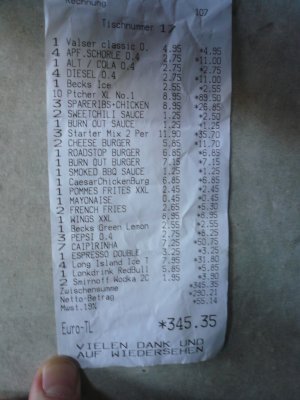 Rechnung 107
Tischnummer 17
1 Valser classic 0. 4.95 *4.95
4 APF.SCHORLE 0.4 2.75 *11.00
1 ALT / COLA 0.4 2.75 *2.75
4 DIESEL 0.4 2.75 *11.00
1 Becks Ice 2.55 *2.55
10 Pitcher XL No.1 8.95 *89.50
3 SPARERIBS+CHICKEN 8.95 *26.85
2 SWEETCHILI SAUCE 1.25 *2.50
1 BURN OUT SAUCE 1.25 *1.25
3 Starter Mix 2 Per 11.90 *35.70
2 CHEESE BURGER 5.85 *11.70
1 ROADSTOP BURGER 6.85 *6.85
1 BURN OUT BURGER 7.15 *7.15
1 SMOKED BBQ SAUCE 1.25 *1.25
1 CaesarChickenBurg 6.85 *6.85
1 POMMES FRITES XXL 2.45 *2.45
1 MAYONAISE 0.45 *0.45
2 FRENCH FRIES 2.65 *5.30
1 WINGS XXL 8.95 *8.95
1 Becks Green Lemon 2.55 *2.55
3 PEPSI 0.4 2.75 *8.25
7 CAIPIRINHA 7.25 *50.75
1 ESPRESSO DOUBLE 3.25 *3.25
4 Long Island Ice T 7.95 *31.80
1 Lonkdrink RedBull 5.85 *5.85
2 Smirnoff Wodka 2C 1.95 *3.90
Zwischensumme *345.35
Netto-Betrag *290.21
Mwst.19% *55.14
Euro-TL *345.35
VIELEN DANK UND
AUF WIEDERSEHEN